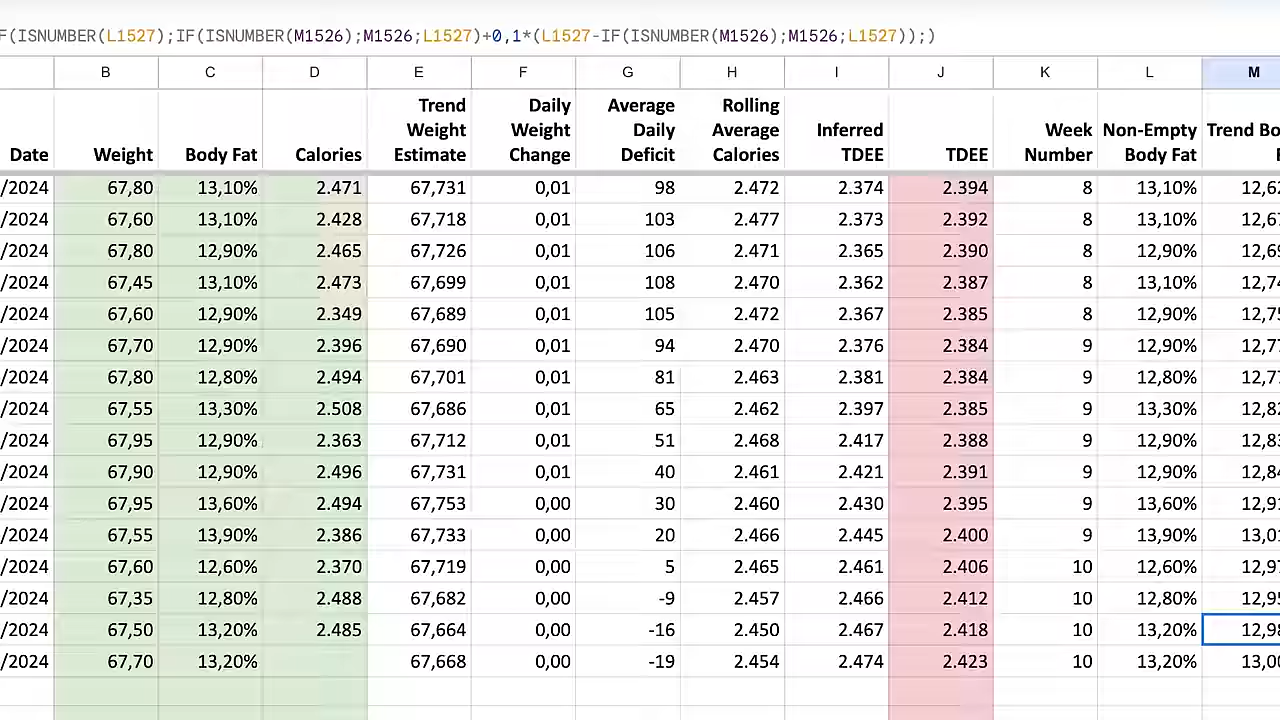 F(ISNUMBER(L1527);IF(ISNUMBER(M1526);M1526;L1527)+0,1*(L1527-IF(ISNUMBER(M1526);M1526;L1527));)
B C D E F G H I J K L M
Date Weight Body Fat Calories Trend Weight Estimate Daily Weight Change Average Daily Deficit Rolling Average Calories Inferred TDEE TDEE Week Number Non-Empty Body Fat Trend Bo
/2024 67,80 13,10% 2.471 67,731 0,01 98 2.472 2.374 2.394 8 13,10% 12,62
/2024 67,60 13,10% 2.428 67,718 0,01 103 2.477 2.373 2.392 8 13,10% 12,67
/2024 67,80 12,90% 2.465 67,726 0,01 106 2.471 2.365 2.390 8 12,90% 12,69
/2024 67,45 13,10% 2.473 67,699 0,01 108 2.470 2.362 2.387 8 13,10% 12,74
/2024 67,60 12,90% 2.349 67,689 0,01 105 2.472 2.367 2.385 8 12,90% 12,75
/2024 67,70 12,90% 2.396 67,690 0,01 94 2.470 2.376 2.384 9 12,90% 12,77
/2024 67,80 12,80% 2.494 67,701 0,01 81 2.463 2.381 2.384 9 12,80% 12,77
/2024 67,55 13,30% 2.508 67,686 0,01 65 2.462 2.397 2.385 9 13,30% 12,82
/2024 67,95 12,90% 2.363 67,712 0,01 51 2.468 2.417 2.388 9 12,90% 12,83
/2024 67,90 12,90% 2.496 67,731 0,01 40 2.461 2.421 2.391 9 12,90% 12,84
/2024 67,95 13,60% 2.494 67,753 0,00 30 2.460 2.430 2.395 9 13,60% 12,91
/2024 67,55 13,90% 2.386 67,733 0,00 20 2.466 2.445 2.400 9 13,90% 13,01
/2024 67,60 12,60% 2.370 67,719 0,00 5 2.465 2.461 2.406 10 12,60% 12,97
/2024 67,35 12,80% 2.488 67,682 0,00 -9 2.457 2.466 2.412 10 12,80% 12,95
/2024 67,50 13,20% 2.485 67,664 0,00 -16 2.450 2.467 2.418 10 13,20% 12,98
/2024 67,70 13,20% 67,668 0,00 -19 2.454 2.474 2.423 10 13,20% 13,00